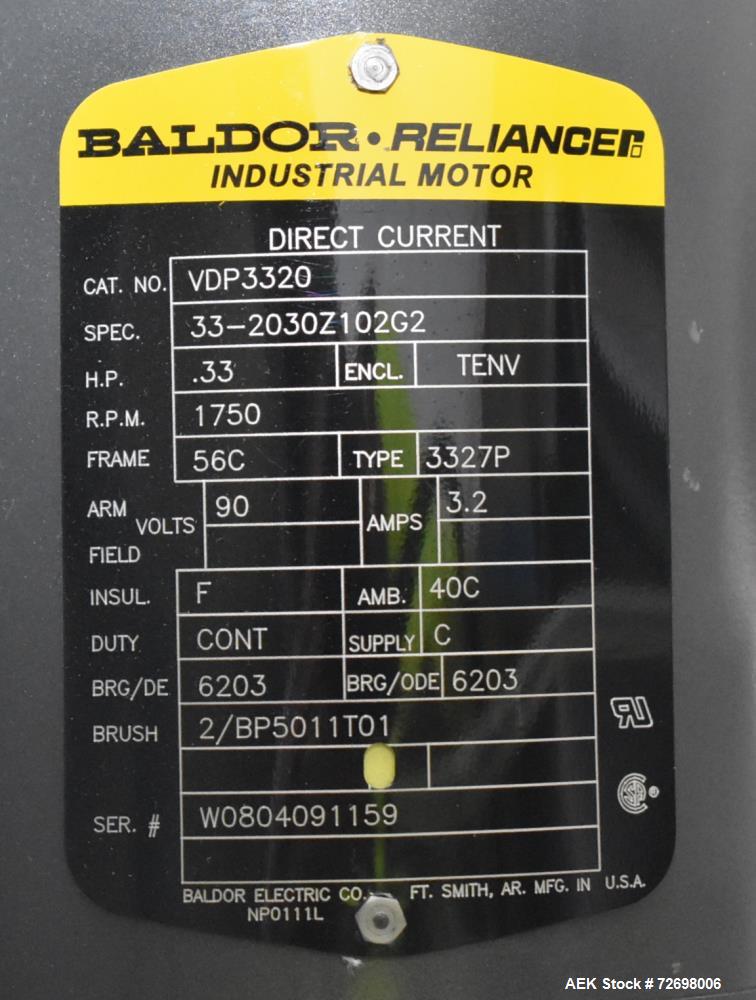 BALDOR • RELIANCER
INDUSTRIAL MOTOR
DIRECT CURRENT
CAT. NO. VDP3320
SPEC. 33-2030Z102G2
H.P. .33 ENCL. TENV
R.P.M. 1750
FRAME 56C TYPE 3327P
ARM VOLTS 90 AMPS 3.2
FIELD
INSUL. F AMB. 40C
DUTY CONT SUPPLY C
BRG/DE 6203 BRG/ODE 6203
BRUSH 2/BP5011T01
SER. # W0804091159
BALDOR ELECTRIC CO. FT. SMITH, AR. MFG. IN U.S.A.
NP0111L
AEK Stock # 72698006